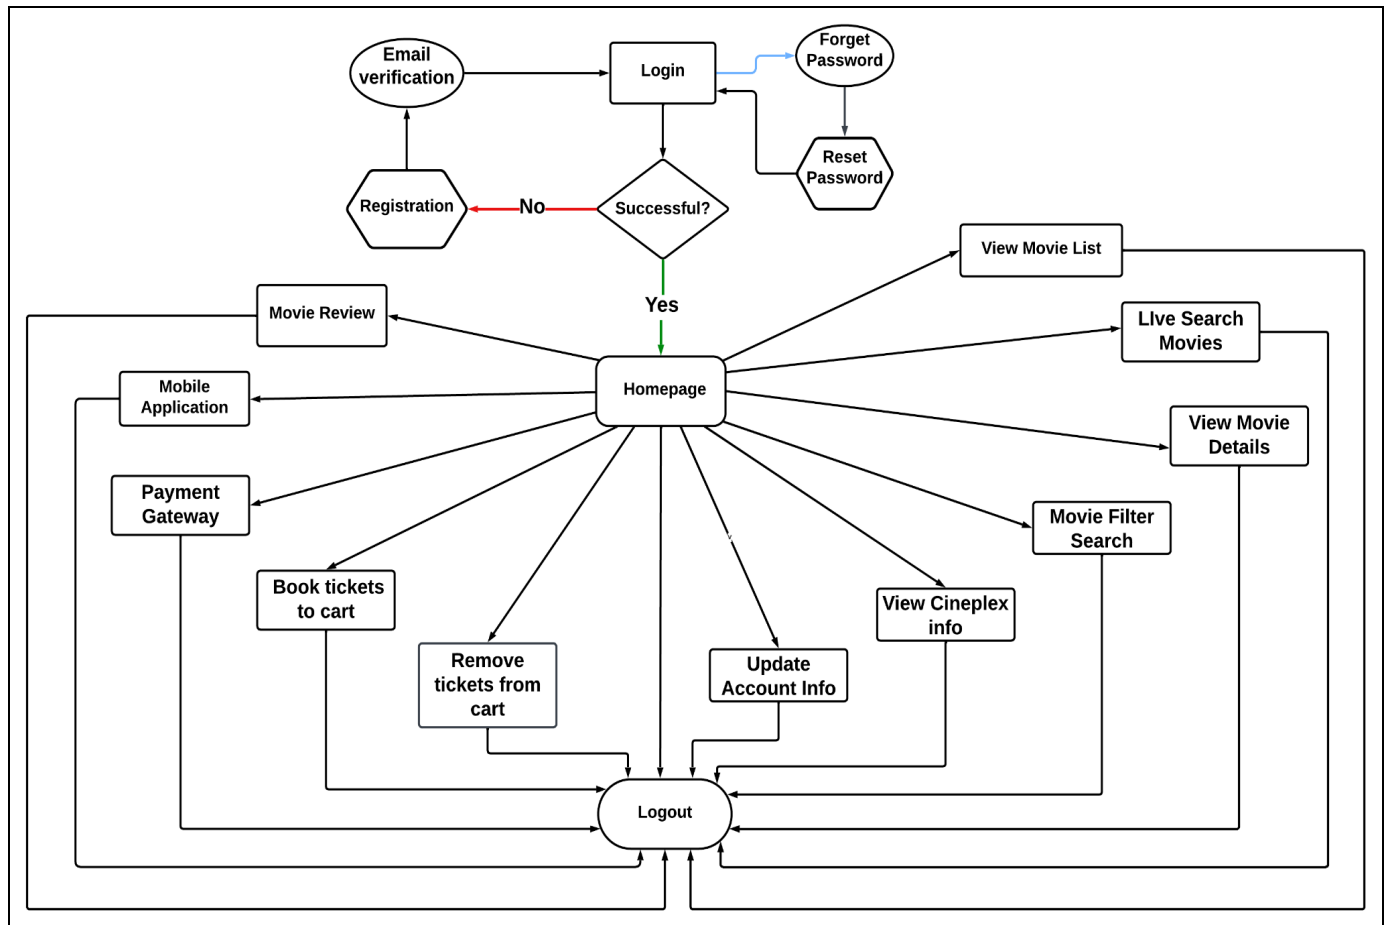 Email
verification
Login
Forget
Password
Reset
Password
Registration
No
Successful?
Yes
View Movie List
Movie Review
LIve Search
Movies
Mobile
Application
Homepage
View Movie
Details
Payment
Gateway
Movie Filter
Search
Book tickets
to cart
View Cineplex
info
Remove
tickets from
cart
Update
Account Info
Logout